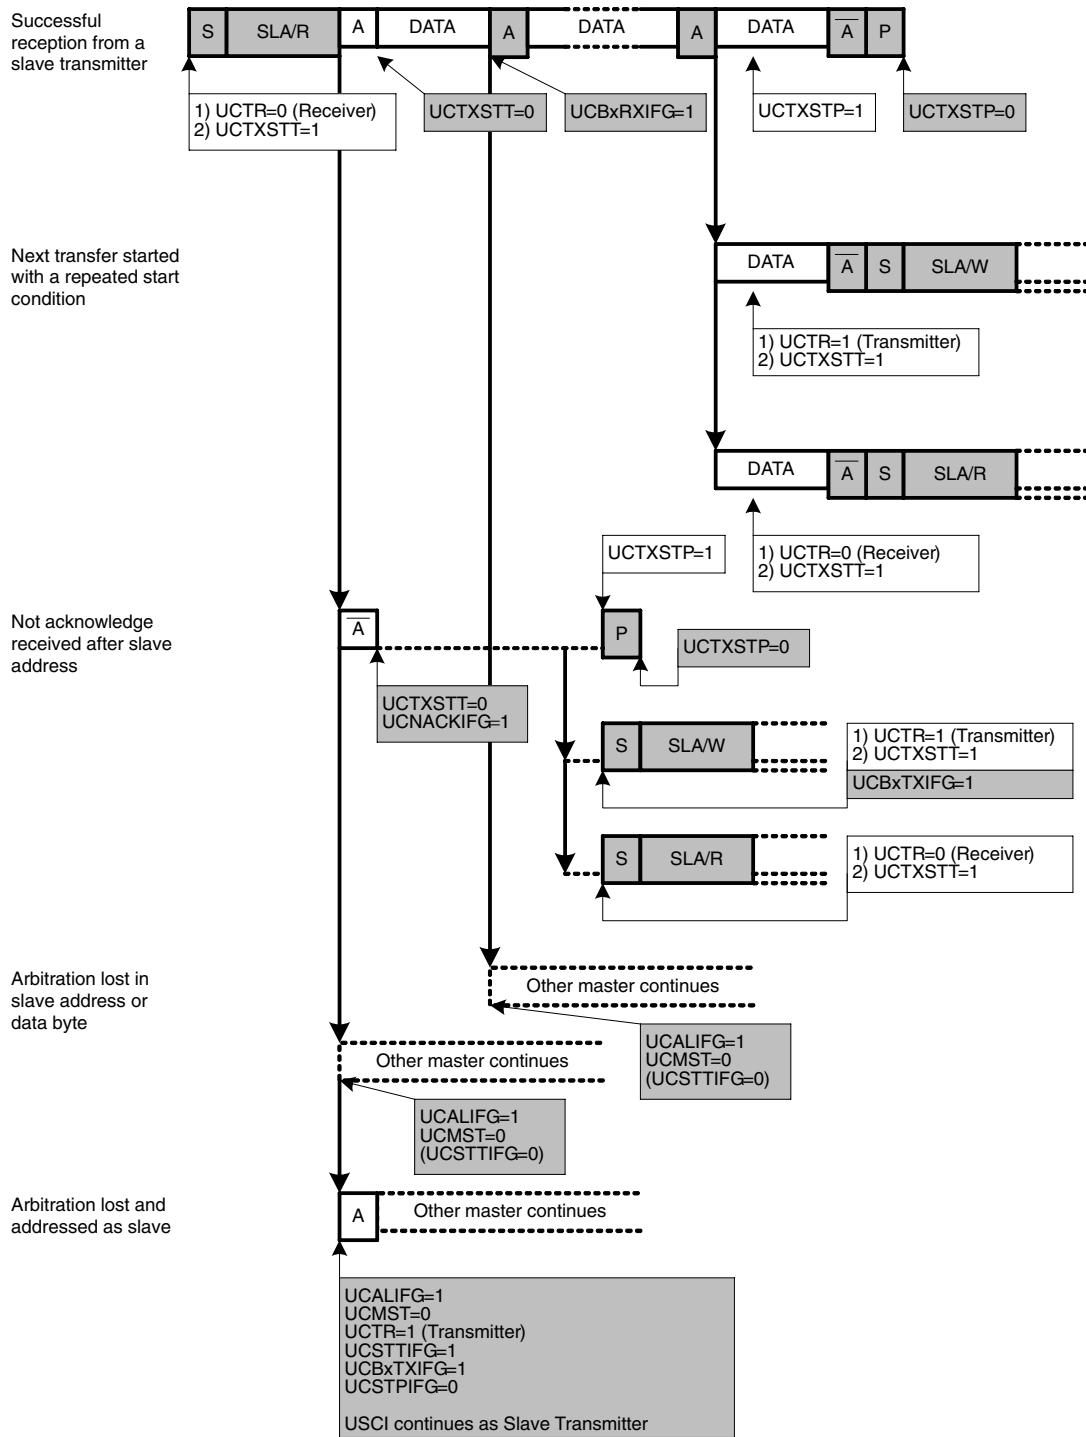 Successful
reception from a
slave transmitter
S SLA/R A DATA A DATA A DATA A P
1) UCTR=0 (Receiver)
2) UCTXSTT=1
UCTXSTT=0
UCBxRXIFG=1
UCTXSTP=1
UCTXSTP=0
Next transfer started
with a repeated start
condition
DATA A S SLA/W
1) UCTR=1 (Transmitter)
2) UCTXSTT=1
DATA A S SLA/R
UCTXSTP=1
1) UCTR=0 (Receiver)
2) UCTXSTT=1
Not acknowledge
received after slave
address
A
P
UCTXSTP=0
UCTXSTT=0
UCNACKIFG=1
S SLA/W
1) UCTR=1 (Transmitter)
2) UCTXSTT=1
UCBxTXIFG=1
S SLA/R
1) UCTR=0 (Receiver)
2) UCTXSTT=1
Arbitration lost in
slave address or
data byte
Other master continues
UCALIFG=1
UCMST=0
(UCSTTIFG=0)
Other master continues
UCALIFG=1
UCMST=0
(UCSTTIFG=0)
Arbitration lost and
addressed as slave
A Other master continues
UCALIFG=1
UCMST=0
UCTR=1 (Transmitter)
UCSTTIFG=1
UCBxTXIFG=1
UCSTPIFG=0
USCI continues as Slave Transmitter